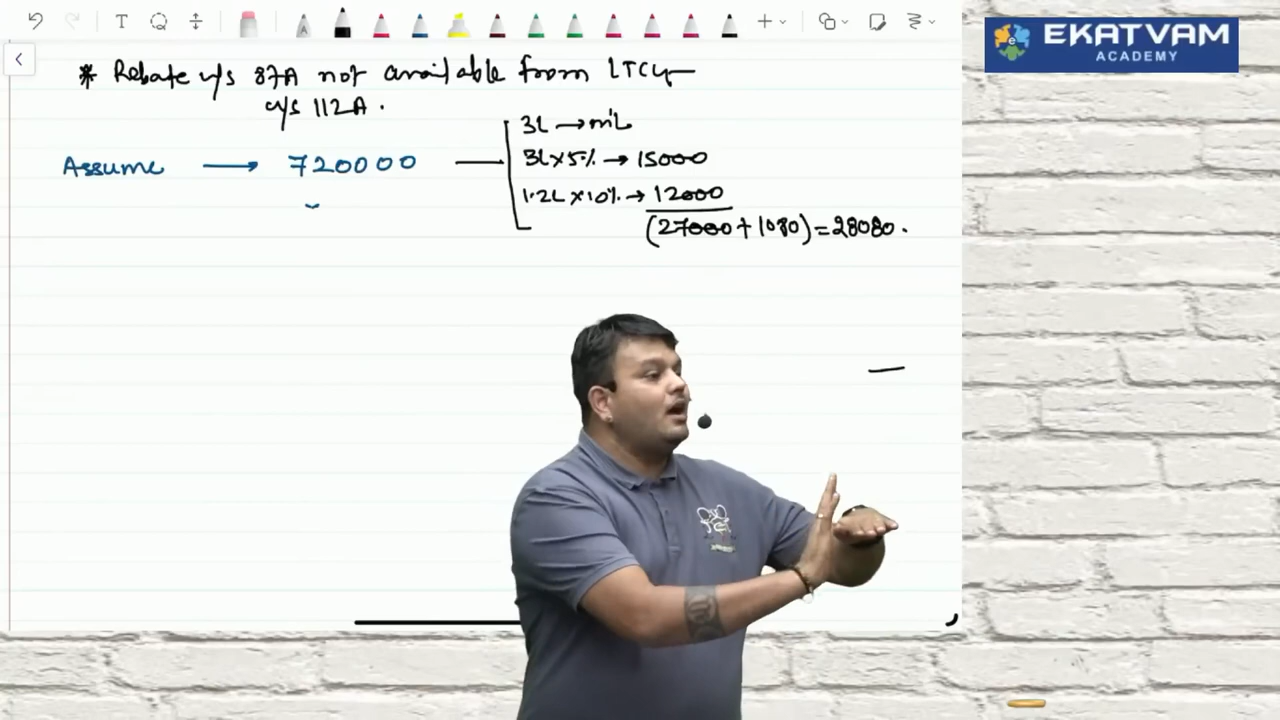 EKATVAM
ACADEMY
* Rebate u/s 87A not available from LTCG
u/s 112A.
Assume → 720000
3L → nil
3L x 5% → 15000
1.2L x 10% → 12000
(27000 + 1080) = 28080.